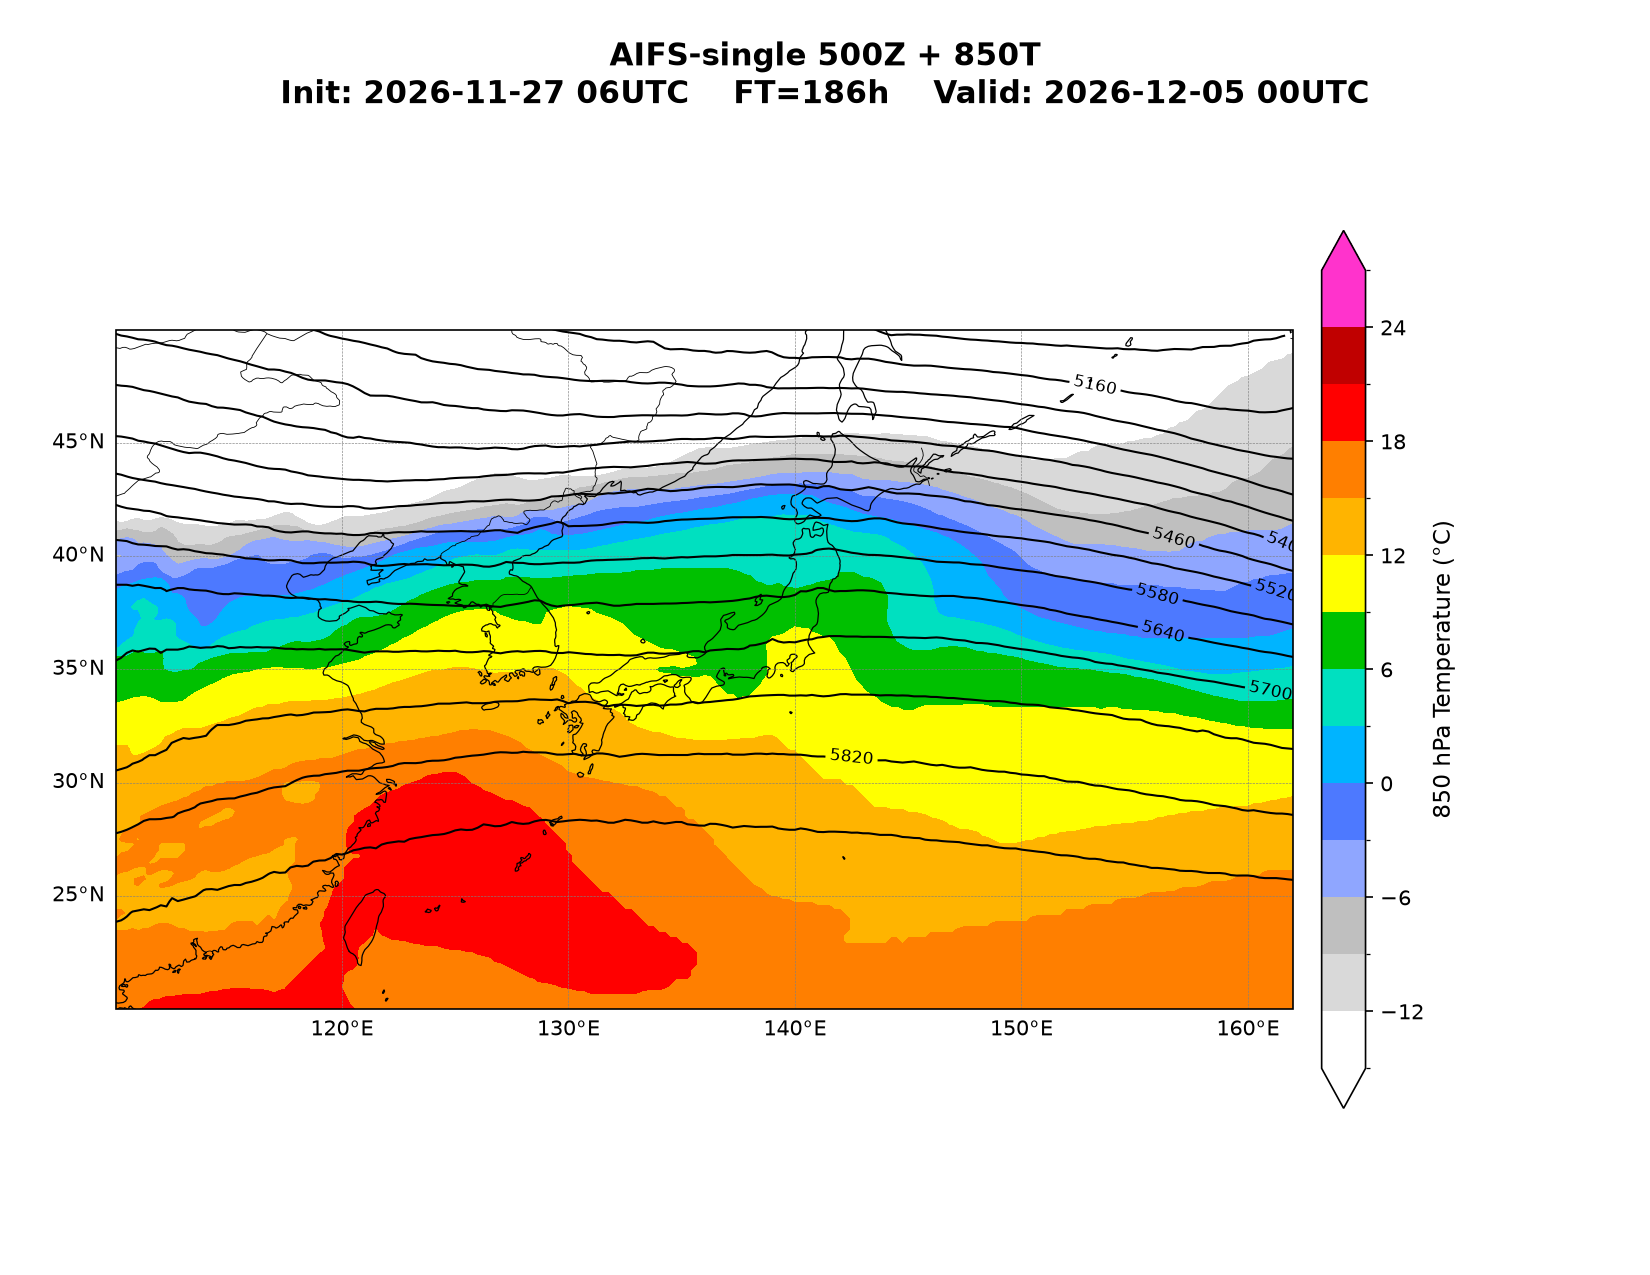 AIFS-single 500Z + 850T
Init: 2026-11-27 06UTC    FT=186h    Valid: 2026-12-05 00UTC
24
18
12
6
0
−6
−12
850 hPa Temperature (°C)
45°N
40°N
35°N
30°N
25°N
5160
5460
540
5520
5580
5640
5700
5820
120°E
130°E
140°E
150°E
160°E